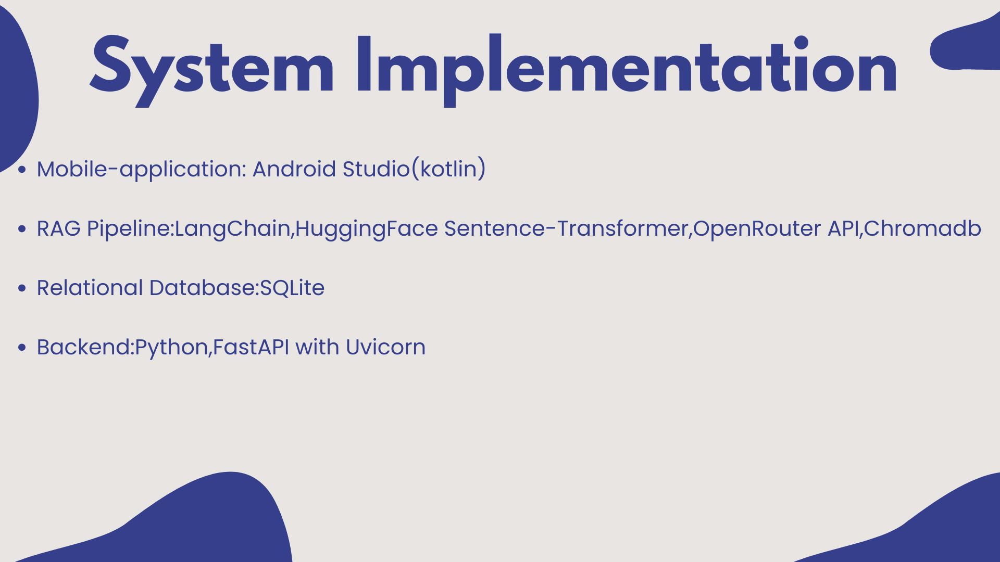 System Implementation
• Mobile-application: Android Studio(kotlin)
• RAG Pipeline:LangChain,HuggingFace Sentence-Transformer,OpenRouter API,Chromadb
• Relational Database:SQLite
• Backend:Python,FastAPI with Uvicorn